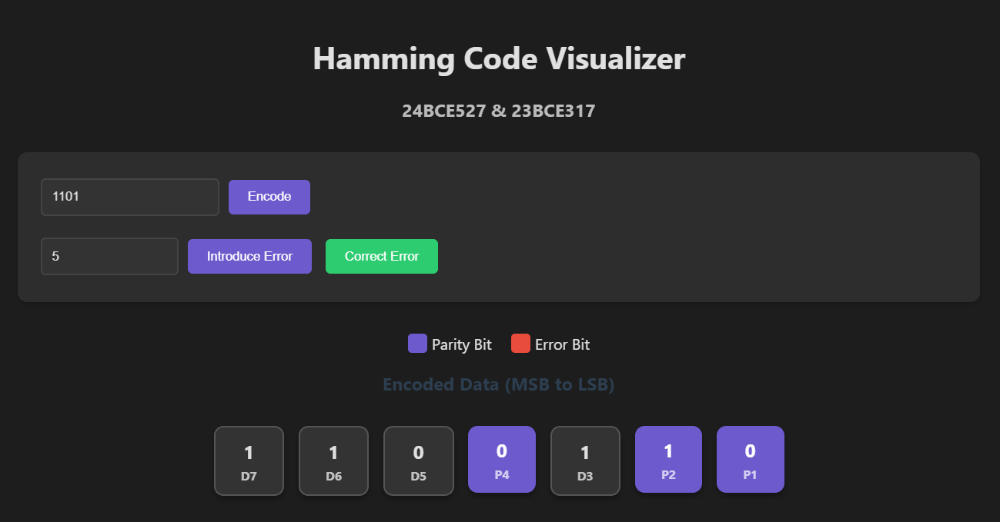 Hamming Code Visualizer
24BCE527 & 23BCE317
1101 Encode
5 Introduce Error Correct Error
Parity Bit Error Bit
Encoded Data (MSB to LSB)
1 1 0 0 1 1 0
D7 D6 D5 P4 D3 P2 P1